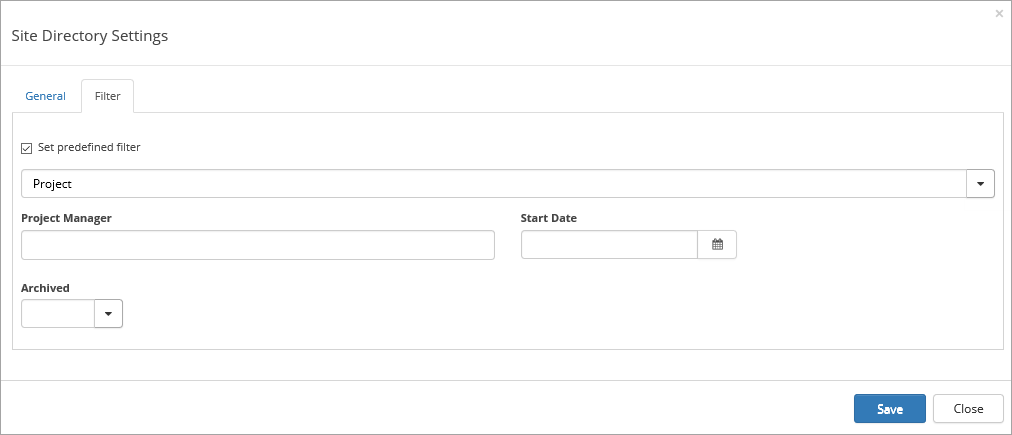 Site Directory Settings
General
Filter
Set predefined filter
Project
Project Manager
Start Date
Archived
Save
Close